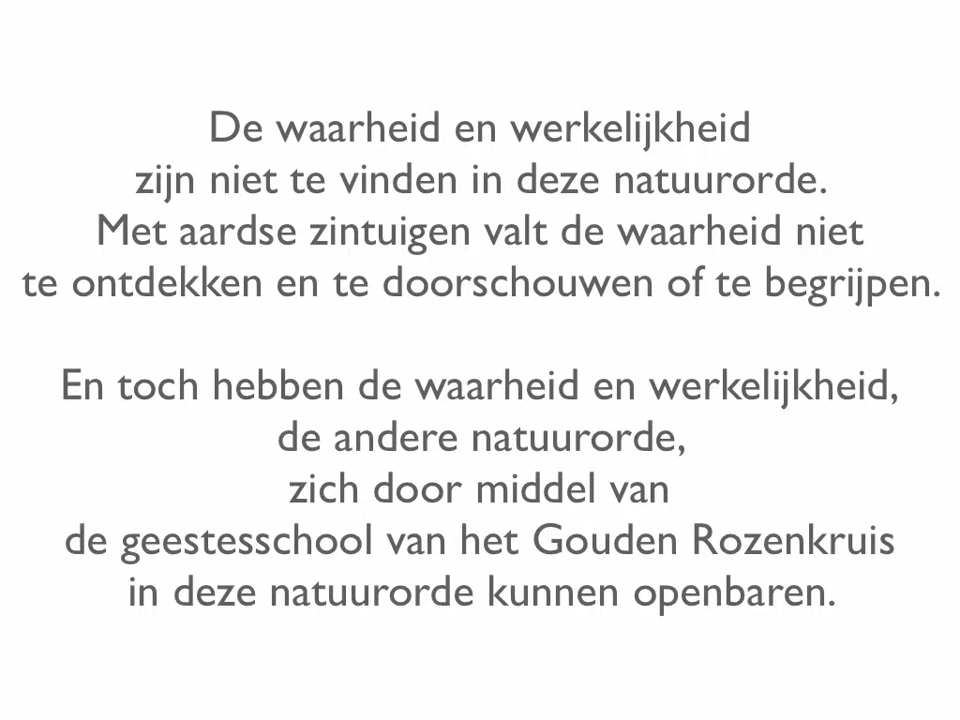 De waarheid en werkelijkheid
zijn niet te vinden in deze natuurorde.
Met aardse zintuigen valt de waarheid niet
te ontdekken en te doorschouwen of te begrijpen.
En toch hebben de waarheid en werkelijkheid,
de andere natuurorde,
zich door middel van
de geestesschool van het Gouden Rozenkruis
in deze natuurorde kunnen openbaren.